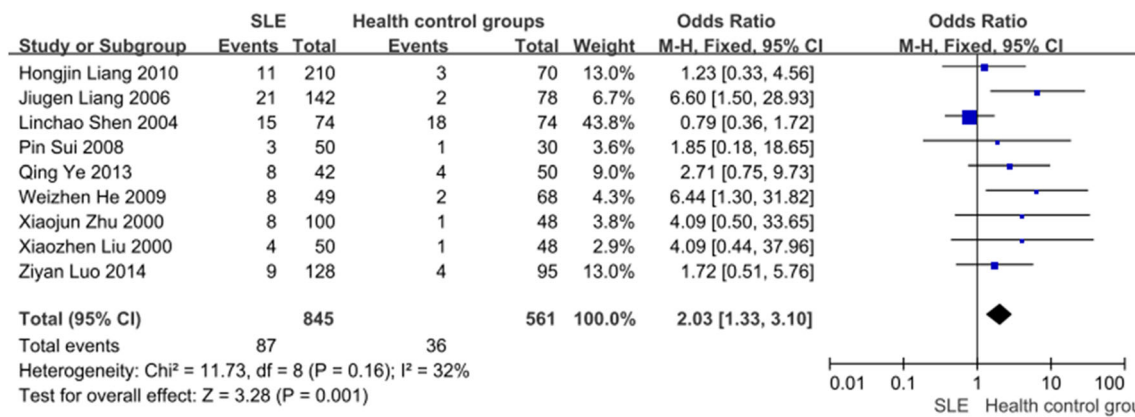 SLE Health control groups Odds Ratio Odds Ratio
Study or Subgroup Events Total Events Total Weight M-H, Fixed, 95% CI M-H, Fixed, 95% CI
Hongjin Liang 2010 11 210 3 70 13.0% 1.23 [0.33, 4.56]
Jiugen Liang 2006 21 142 2 78 6.7% 6.60 [1.50, 28.93]
Linchao Shen 2004 15 74 18 74 43.8% 0.79 [0.36, 1.72]
Pin Sui 2008 3 50 1 30 3.6% 1.85 [0.18, 18.65]
Qing Ye 2013 8 42 4 50 9.0% 2.71 [0.75, 9.73]
Weizhen He 2009 8 49 2 68 4.3% 6.44 [1.30, 31.82]
Xiaojun Zhu 2000 8 100 1 48 3.8% 4.09 [0.50, 33.65]
Xiaozhen Liu 2000 4 50 1 48 2.9% 4.09 [0.44, 37.96]
Ziyan Luo 2014 9 128 4 95 13.0% 1.72 [0.51, 5.76]
Total (95% CI) 845 561 100.0% 2.03 [1.33, 3.10]
Total events 87 36
Heterogeneity: Chi² = 11.73, df = 8 (P = 0.16); I² = 32%
Test for overall effect: Z = 3.28 (P = 0.001)
0.01 0.1 1 10 100
SLE Health control grou